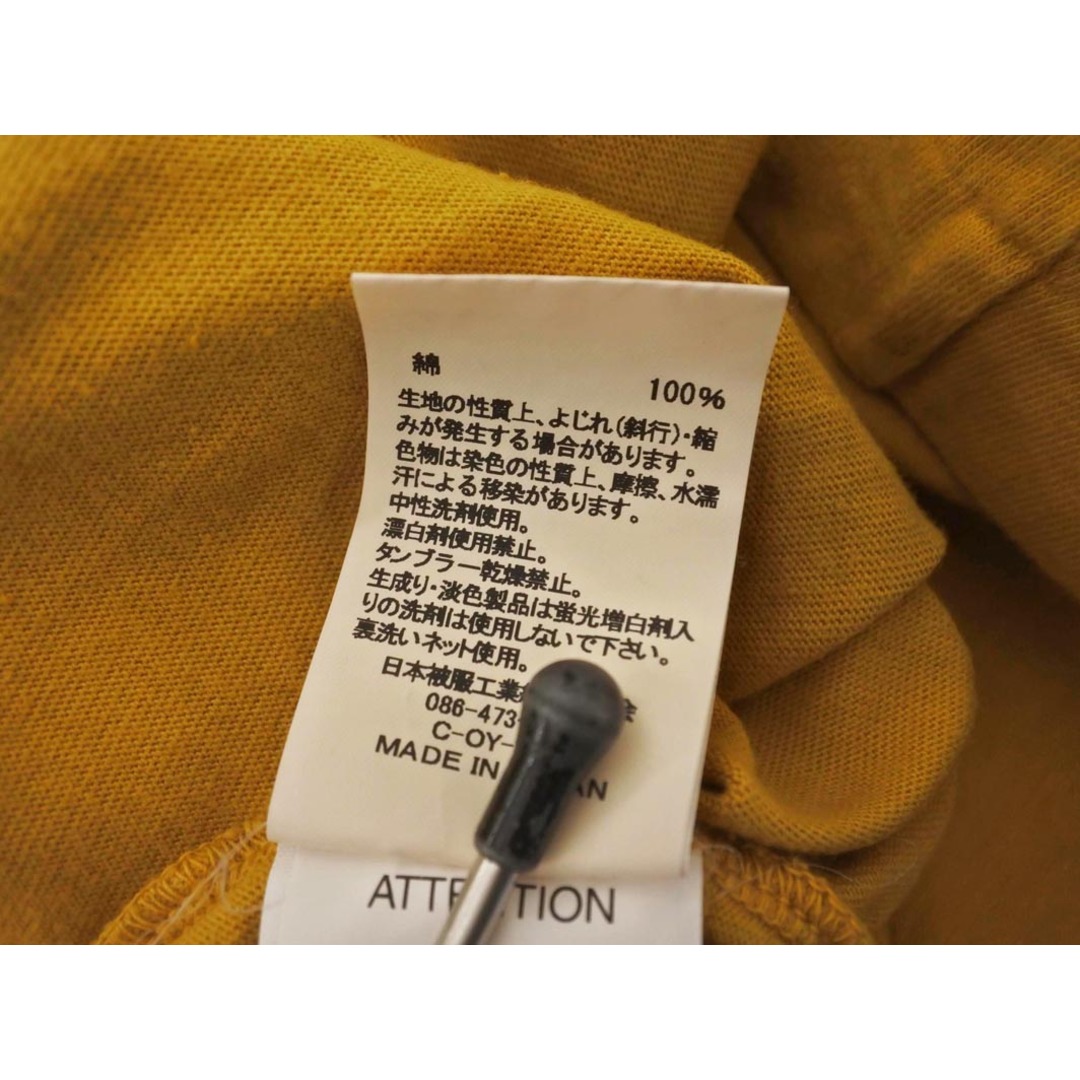 綿 100%
生地の性質上、よじれ(斜行)・縮
みが発生する場合があります。
色物は染色の性質上、摩擦、水濡
汗による移染があります。
中性洗剤使用。
漂白剤使用禁止。
タンブラー乾燥禁止。
生成り・淡色製品は蛍光増白剤入
りの洗剤は使用しないで下さい。
裏洗いネット使用。
日本被服工業
086-473-
C-OY-
MADE IN